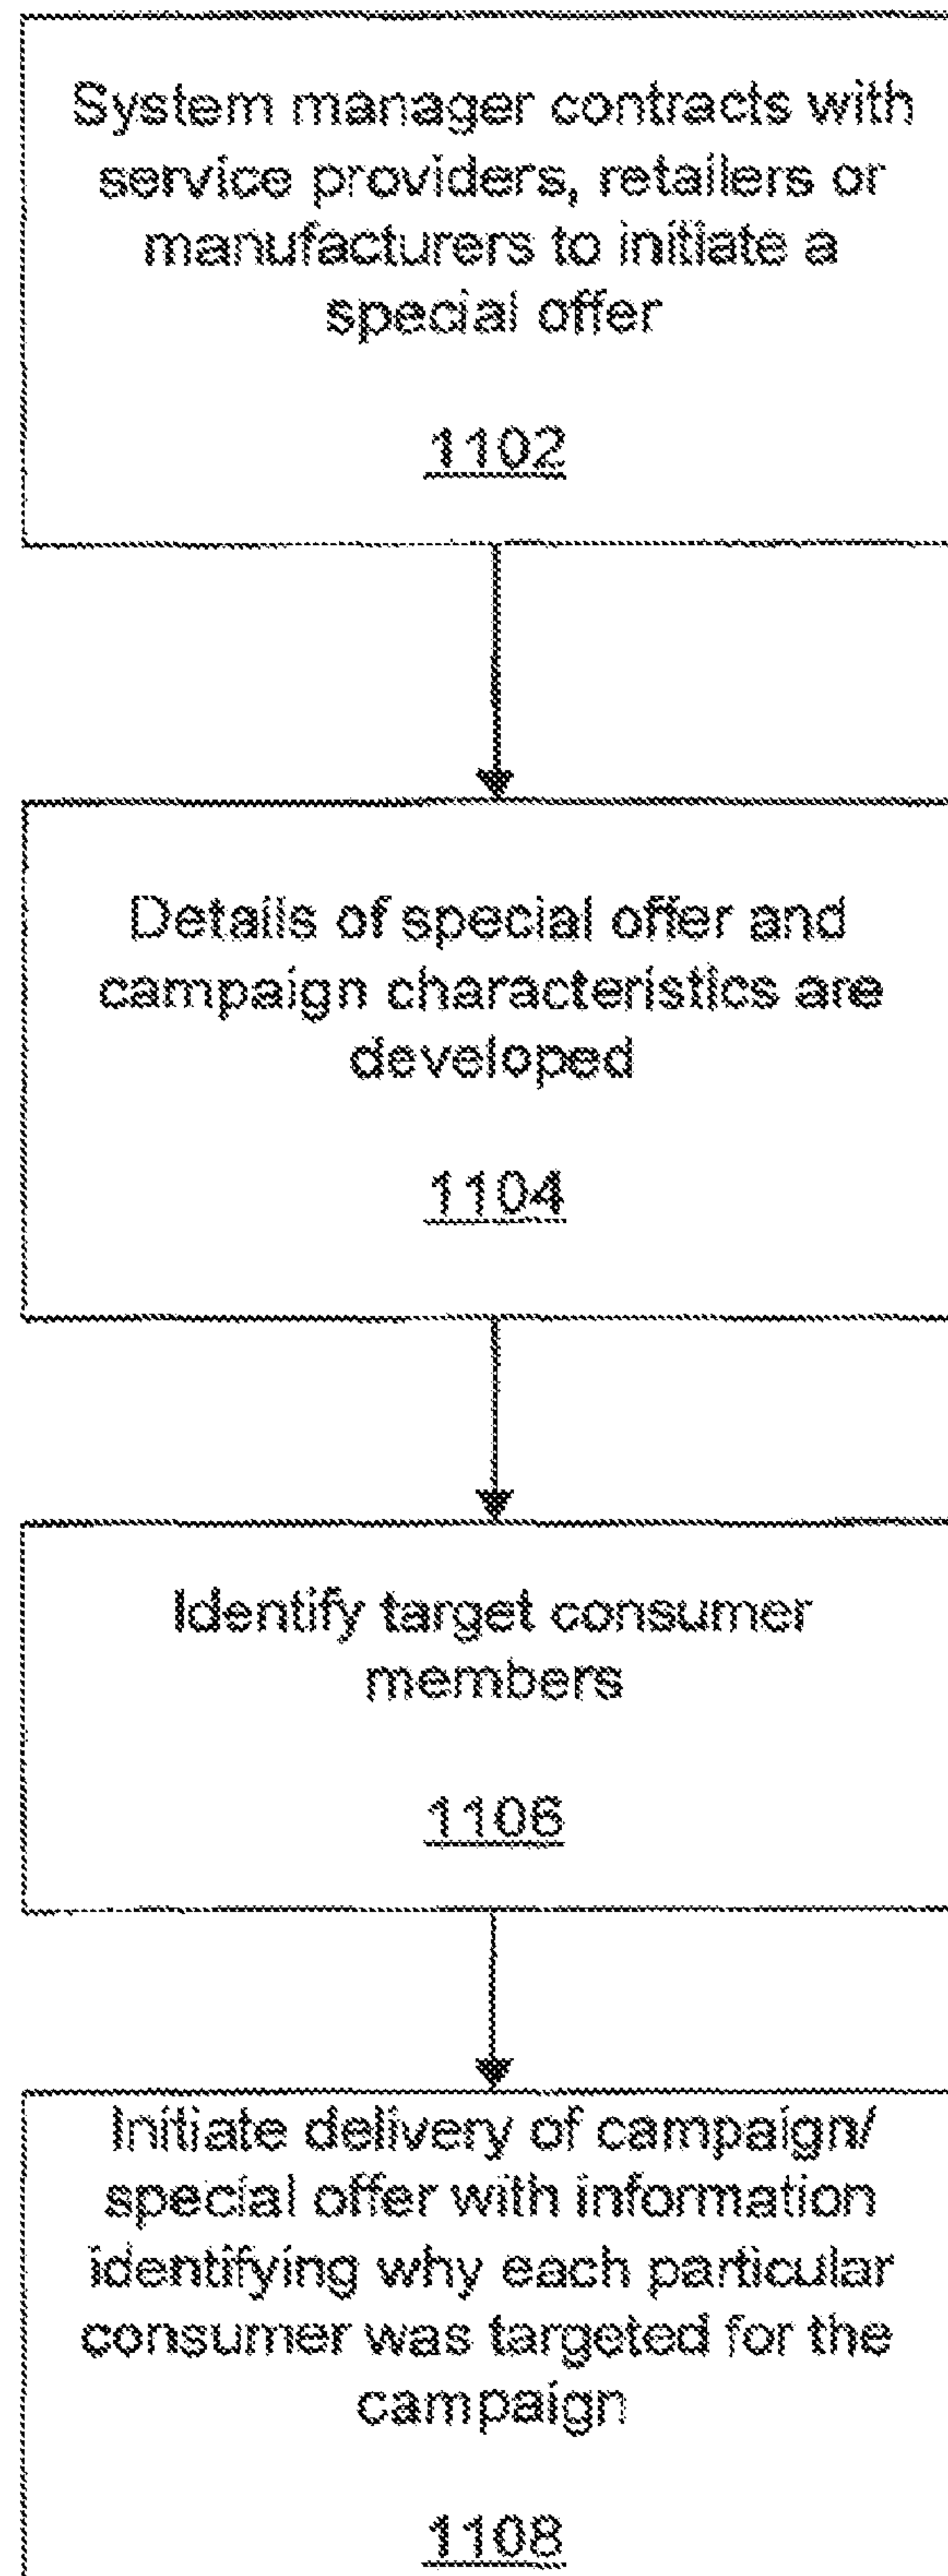 System manager contracts with
service providers, retailers or
manufacturers to initiate a
special offer
1102
Details of special offer and
campaign characteristics are
developed
1104
Identify target consumer
members
1106
Initiate delivery of campaign/
special offer with information
identifying why each particular
consumer was targeted for the
campaign
1108